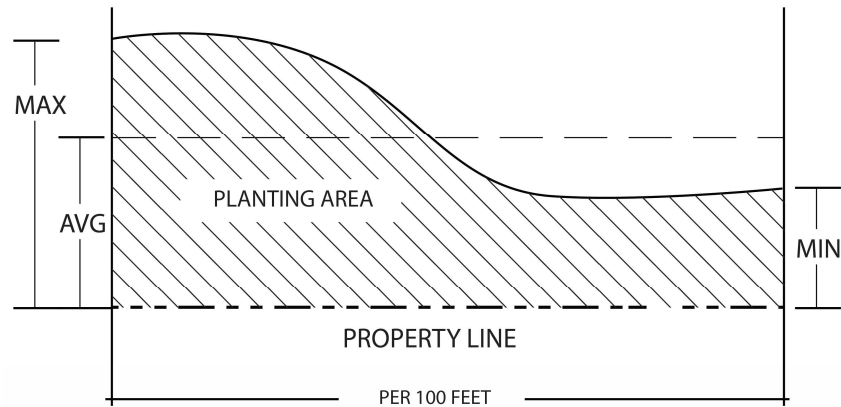 MAX
PLANTING AREA
AVG
MIN
PROPERTY LINE
PER 100 FEET